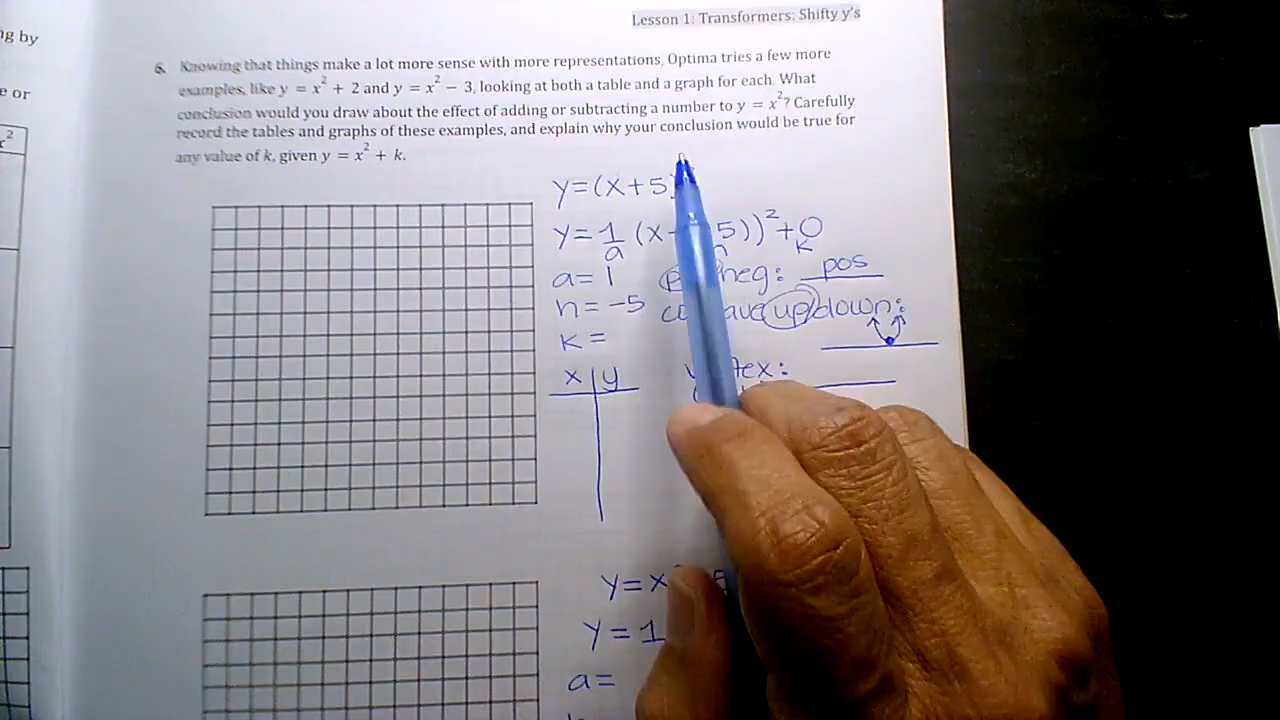 Lesson 1: Transformers: Shifty y's
ng by
e or
x²
6. Knowing that things make a lot more sense with more representations, Optima tries a few more
examples, like y = x² + 2 and y = x² − 3, looking at both a table and a graph for each. What
conclusion would you draw about the effect of adding or subtracting a number to y = x²? Carefully
record the tables and graphs of these examples, and explain why your conclusion would be true for
any value of k, given y = x² + k.
y=(x+5)
y=1(x- 5))²+0
a h k
a= 1 neg: pos
h= -5 up/down:
k=
x y
y=x 5
y=1
a=